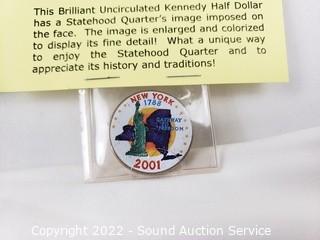 This Brilliant Uncirculated Kennedy Half Dollar
has a Statehood Quarter's image imposed on
the face. The image is enlarged and colorized
to display its fine detail! What a unique way
to enjoy the Statehood Quarter and to
appreciate its history and traditions!
NEW YORK
1788
GATEWAY
TO
FREEDOM
2001
Copyright 2022 - Sound Auction Service